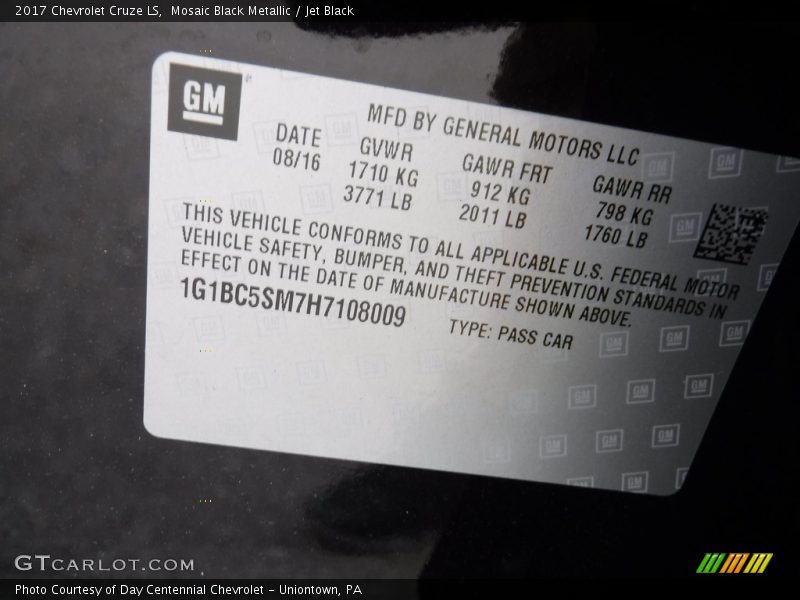 2017 Chevrolet Cruze LS, Mosaic Black Metallic / Jet Black
GM
MFD BY GENERAL MOTORS LLC
DATE GVWR GAWR FRT GAWR RR
08/16 1710 KG 912 KG 798 KG
3771 LB 2011 LB 1760 LB
THIS VEHICLE CONFORMS TO ALL APPLICABLE U.S. FEDERAL MOTOR
VEHICLE SAFETY, BUMPER, AND THEFT PREVENTION STANDARDS IN
EFFECT ON THE DATE OF MANUFACTURE SHOWN ABOVE.
1G1BC5SM7H7108009 TYPE: PASS CAR
GTCARLOT.COM
Photo Courtesy of Day Centennial Chevrolet - Uniontown, PA